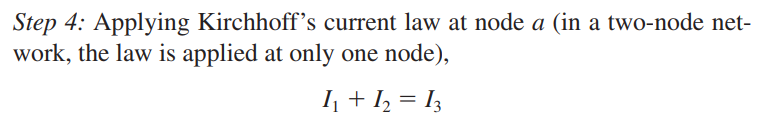 Step 4: Applying Kirchhoff's current law at node a (in a two-node net-
work, the law is applied at only one node),
I₁ + I₂ = I₃